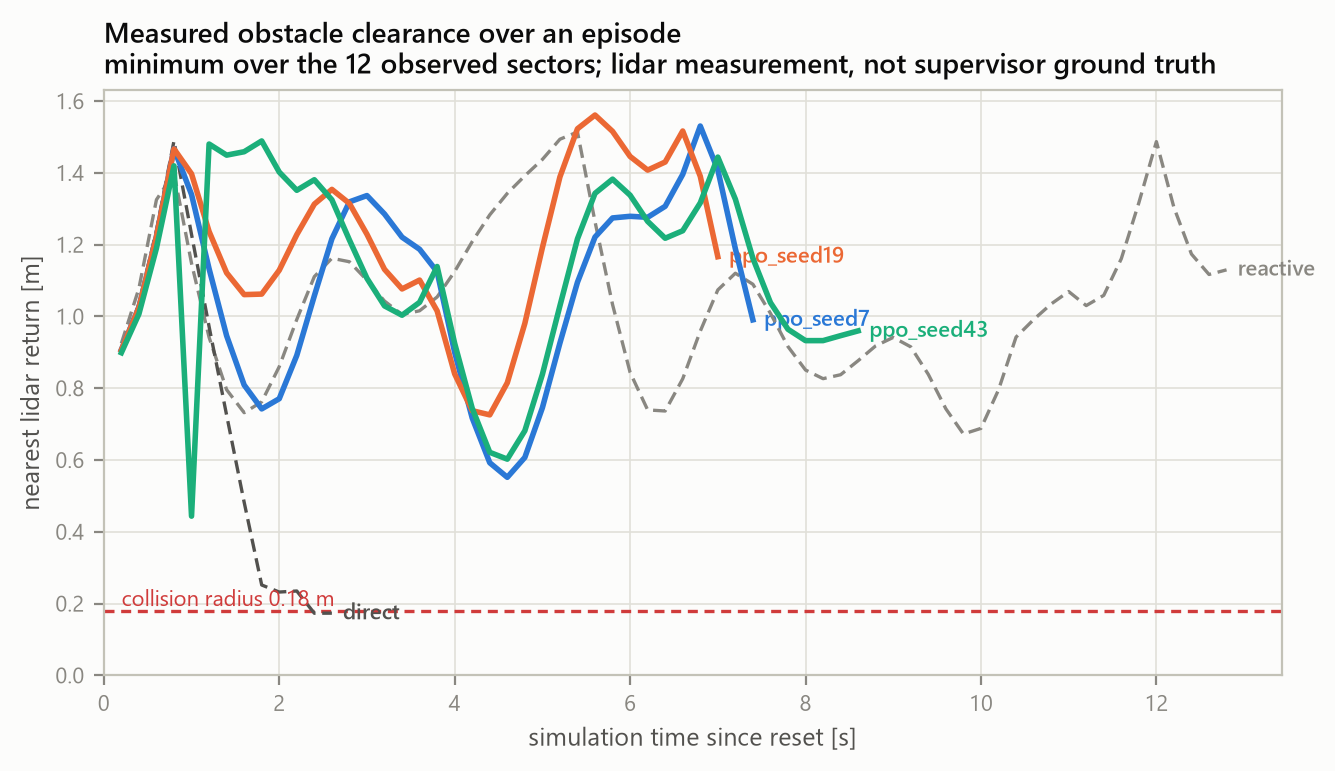 Measured obstacle clearance over an episode
minimum over the 12 observed sectors; lidar measurement, not supervisor ground truth
nearest lidar return [m]
1.6
1.4
1.2
1.0
0.8
0.6
0.4
0.2
0.0
ppo_seed19
reactive
ppo_seed7
ppo_seed43
collision radius 0.18 m
direct
0
2
4
6
8
10
12
simulation time since reset [s]